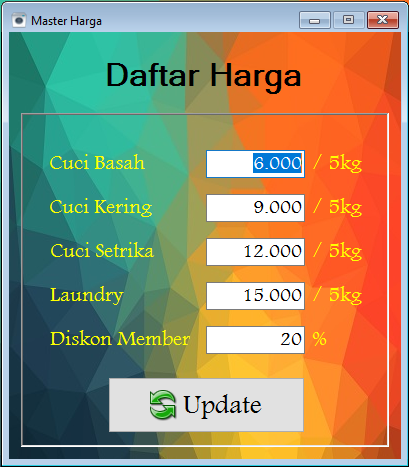 Master Harga
Daftar Harga
Cuci Basah 6.000 / 5kg
Cuci Kering 9.000 / 5kg
Cuci Setrika 12.000 / 5kg
Laundry 15.000 / 5kg
Diskon Member 20 %
Update